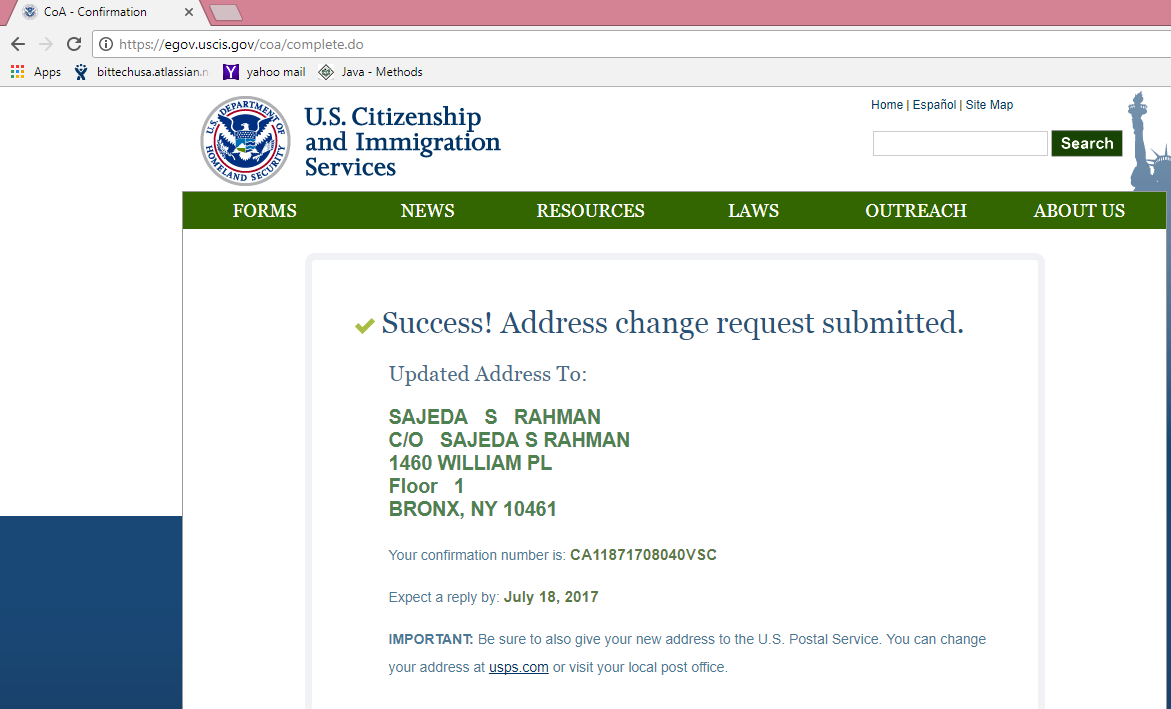 CoA - Confirmation
https://egov.uscis.gov/coa/complete.do
Apps bittechusa.atlassian.n yahoo mail Java - Methods
U.S. DEPARTMENT OF HOMELAND SECURITY
U.S. Citizenship
and Immigration
Services
Home | Español | Site Map
Search
FORMS NEWS RESOURCES LAWS OUTREACH ABOUT US
Success! Address change request submitted.
Updated Address To:
SAJEDA S RAHMAN
C/O SAJEDA S RAHMAN
1460 WILLIAM PL
Floor 1
BRONX, NY 10461
Your confirmation number is: CA11871708040VSC
Expect a reply by: July 18, 2017
IMPORTANT: Be sure to also give your new address to the U.S. Postal Service. You can change
your address at usps.com or visit your local post office.